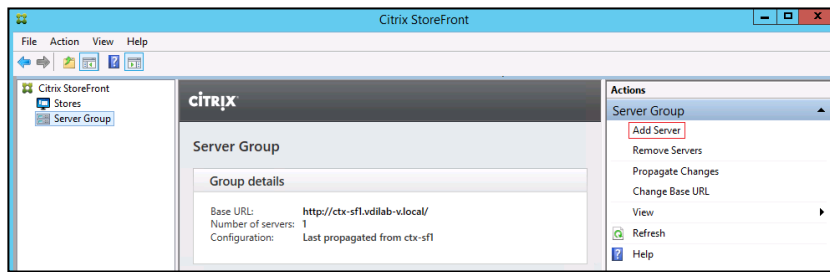 Citrix StoreFront
File Action View Help
Citrix StoreFront
Stores
Server Group
CİTRIX
Server Group
Group details
Base URL: http://ctx-sf1.vdilab-v.local/
Number of servers: 1
Configuration: Last propagated from ctx-sf1
Actions
Server Group
Add Server
Remove Servers
Propagate Changes
Change Base URL
View
Refresh
Help